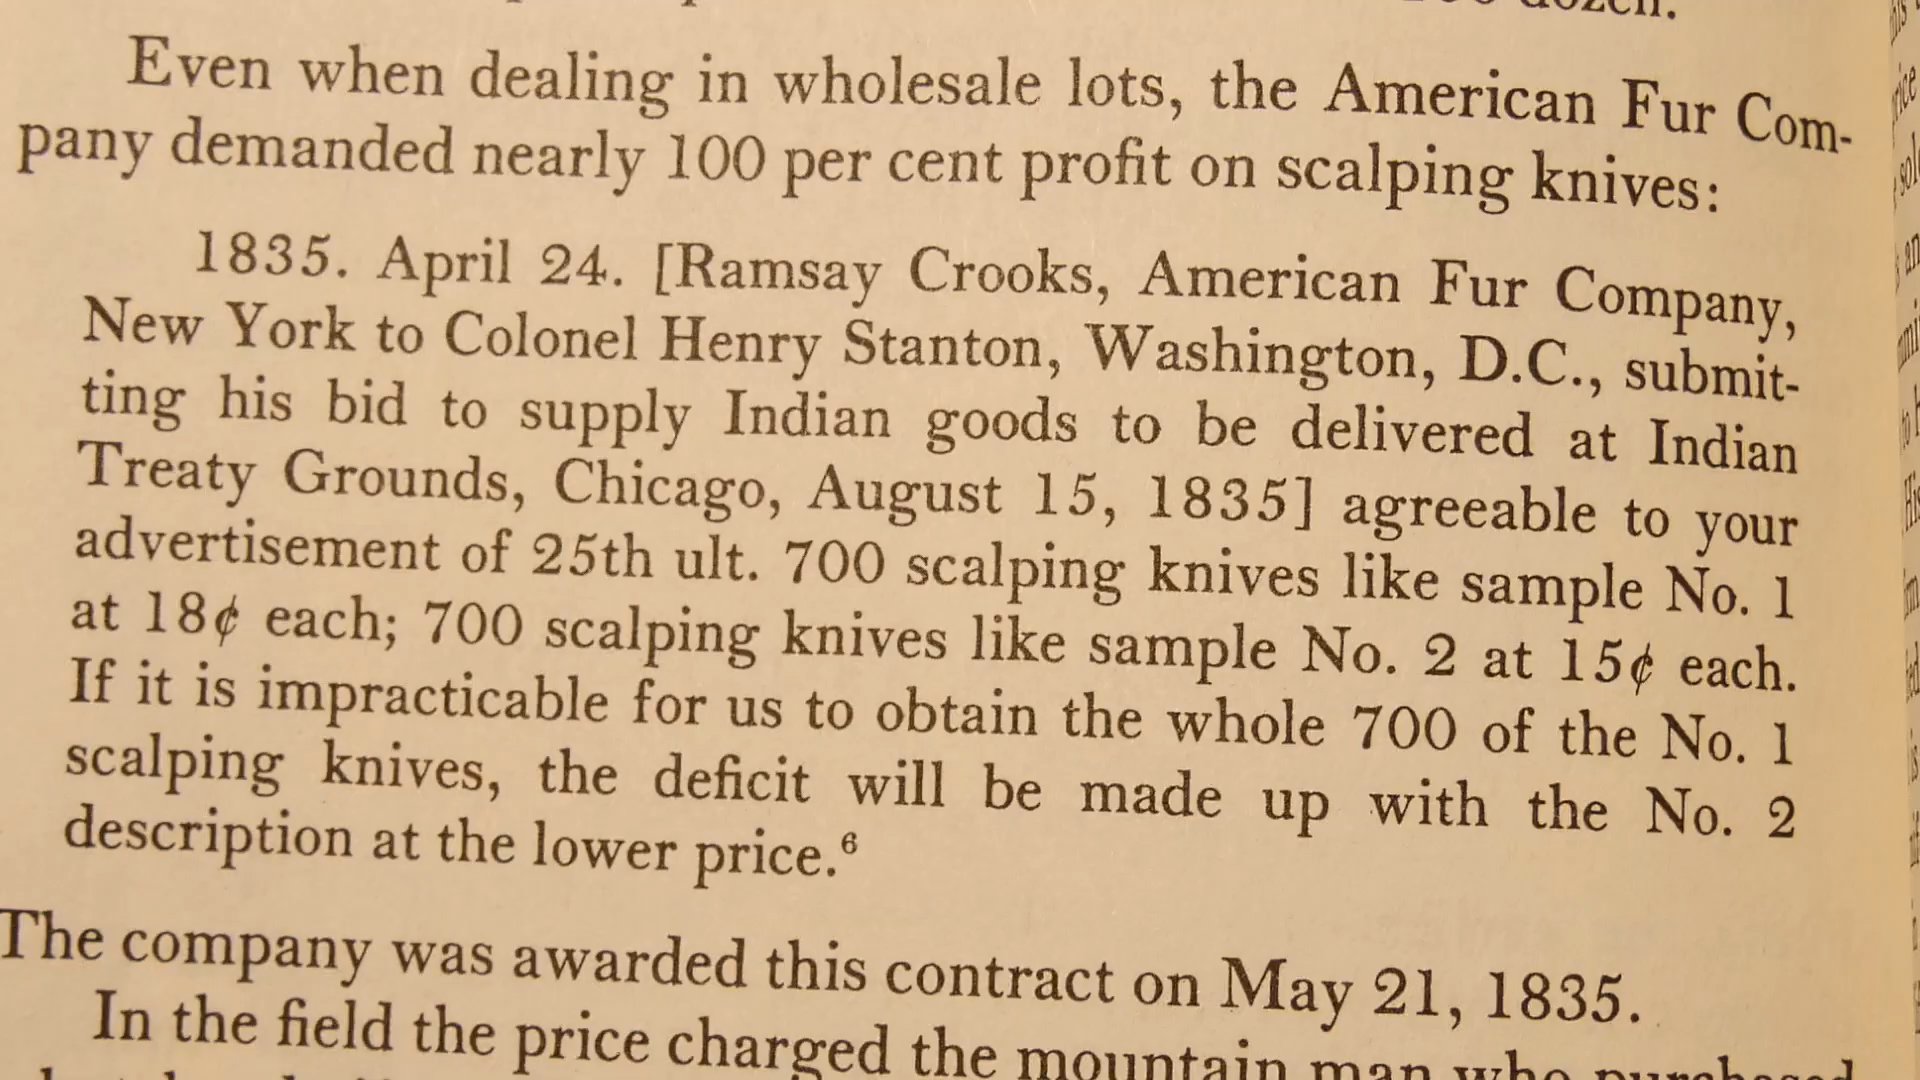 dozen.
Even when dealing in wholesale lots, the American Fur Com-
pany demanded nearly 100 per cent profit on scalping knives:
1835. April 24. [Ramsay Crooks, American Fur Company,
New York to Colonel Henry Stanton, Washington, D.C., submit-
ting his bid to supply Indian goods to be delivered at Indian
Treaty Grounds, Chicago, August 15, 1835] agreeable to your
advertisement of 25th ult. 700 scalping knives like sample No. 1
at 18¢ each; 700 scalping knives like sample No. 2 at 15¢ each.
If it is impracticable for us to obtain the whole 700 of the No. 1
scalping knives, the deficit will be made up with the No. 2
description at the lower price.⁶
The company was awarded this contract on May 21, 1835.
In the field the price charged the mountain man who purchased